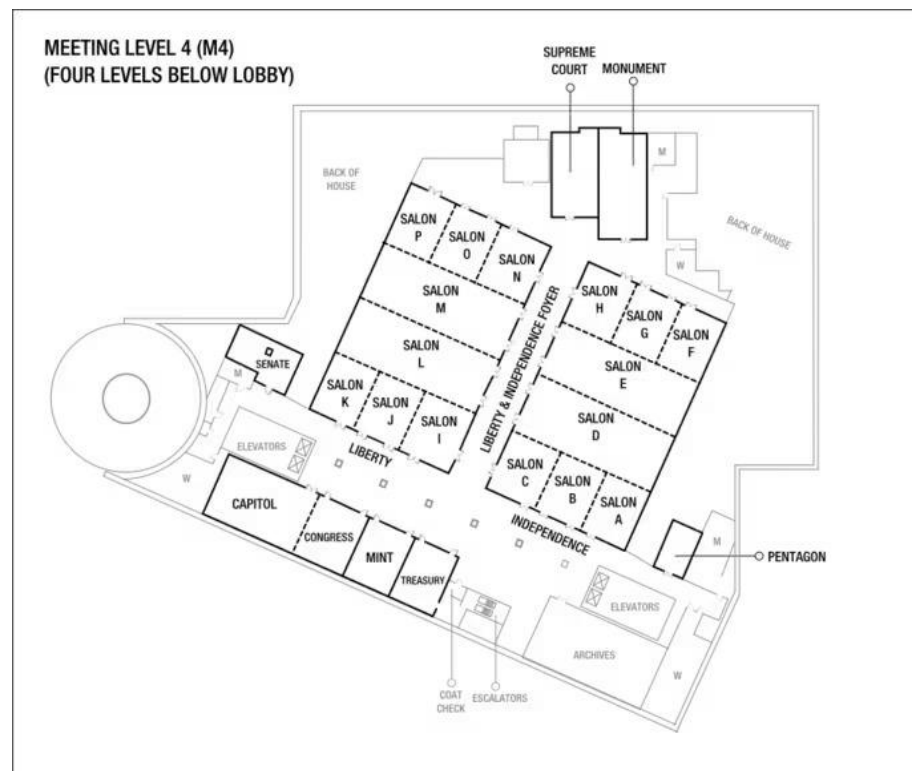 MEETING LEVEL 4 (M4)
(FOUR LEVELS BELOW LOBBY)
SUPREME
COURT
MONUMENT
M
BACK OF
HOUSE
BACK OF HOUSE
W
SALON
P
SALON
O
SALON
N
SALON
M
SALON
L
SALON
K
SALON
J
SALON
I
LIBERTY & INDEPENDENCE FOYER
SALON
H
SALON
G
SALON
F
SALON
E
SALON
D
SALON
C
SALON
B
SALON
A
SENATE
M
ELEVATORS
LIBERTY
W
CAPITOL
CONGRESS
MINT
TREASURY
INDEPENDENCE
M
PENTAGON
ELEVATORS
ARCHIVES
W
COAT
CHECK
ESCALATORS